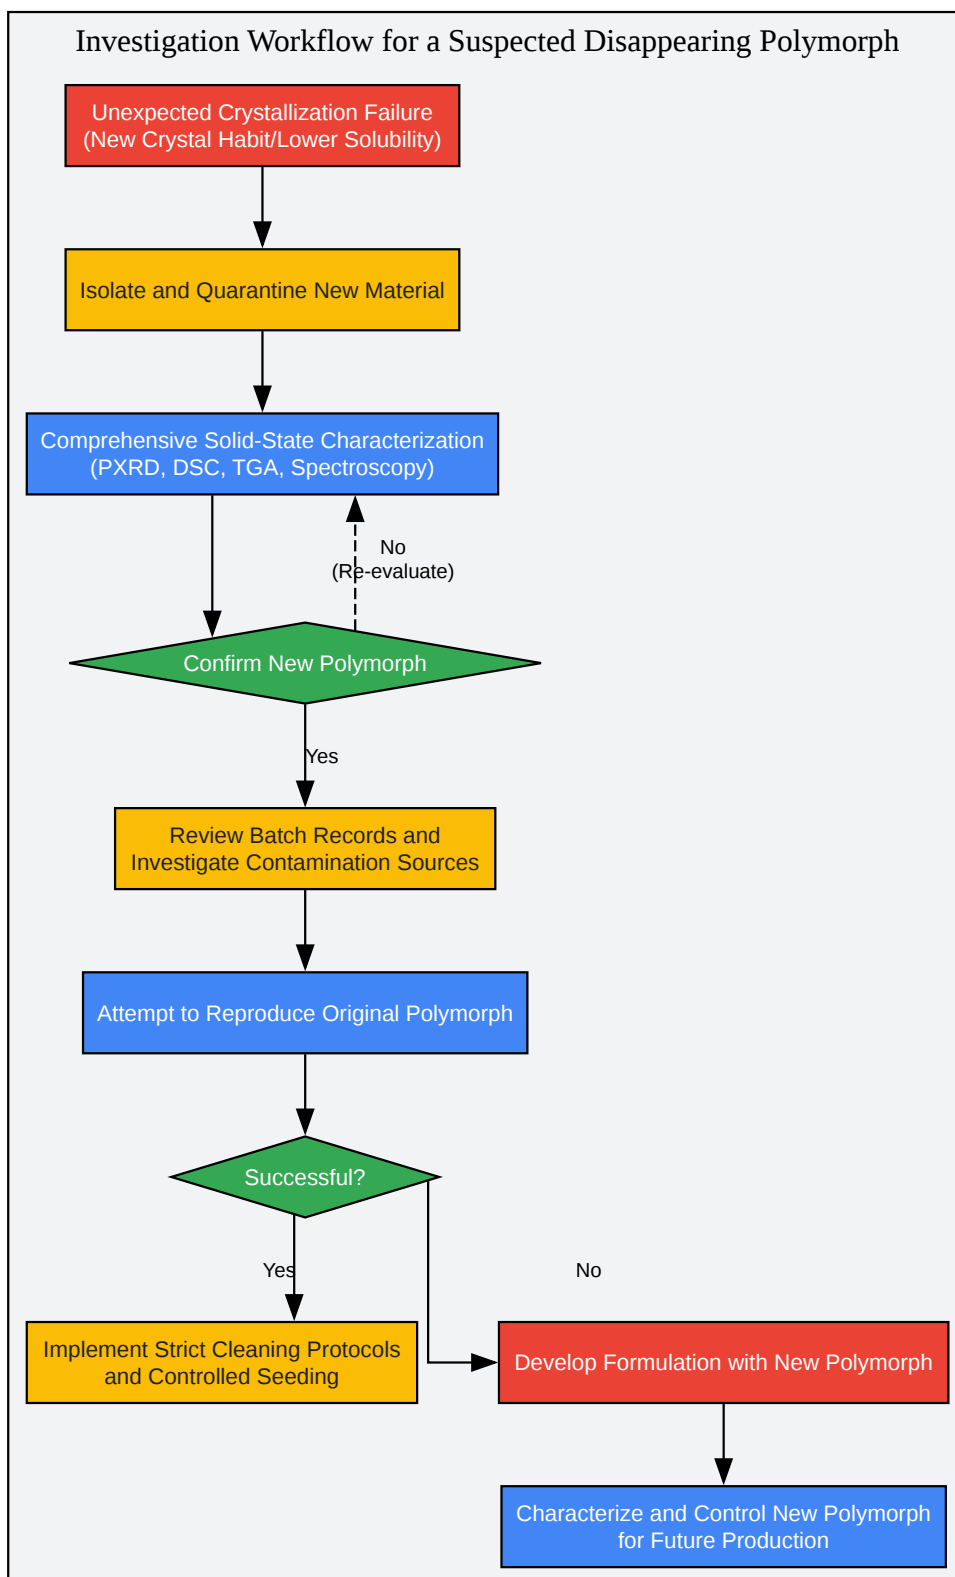 Investigation Workflow for a Suspected Disappearing Polymorph
Unexpected Crystallization Failure
(New Crystal Habit/Lower Solubility)
Isolate and Quarantine New Material
Comprehensive Solid-State Characterization
(PXRD, DSC, TGA, Spectroscopy)
No
(Re-evaluate)
Confirm New Polymorph
Yes
Review Batch Records and
Investigate Contamination Sources
Attempt to Reproduce Original Polymorph
Successful?
Yes
No
Implement Strict Cleaning Protocols
and Controlled Seeding
Develop Formulation with New Polymorph
Characterize and Control New Polymorph
for Future Production